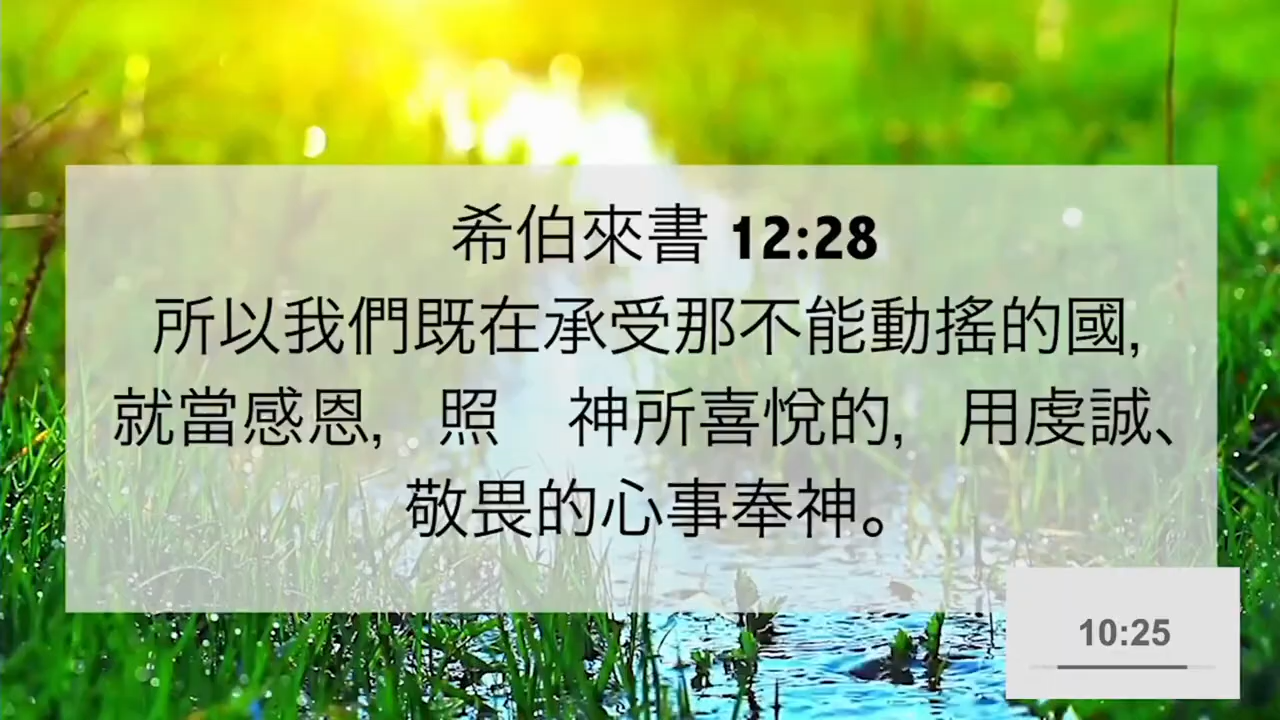 希伯來書 12:28
所以我們既在承受那不能動搖的國,
就當感恩, 照　神所喜悅的, 用虔誠、
敬畏的心事奉神。
10:25